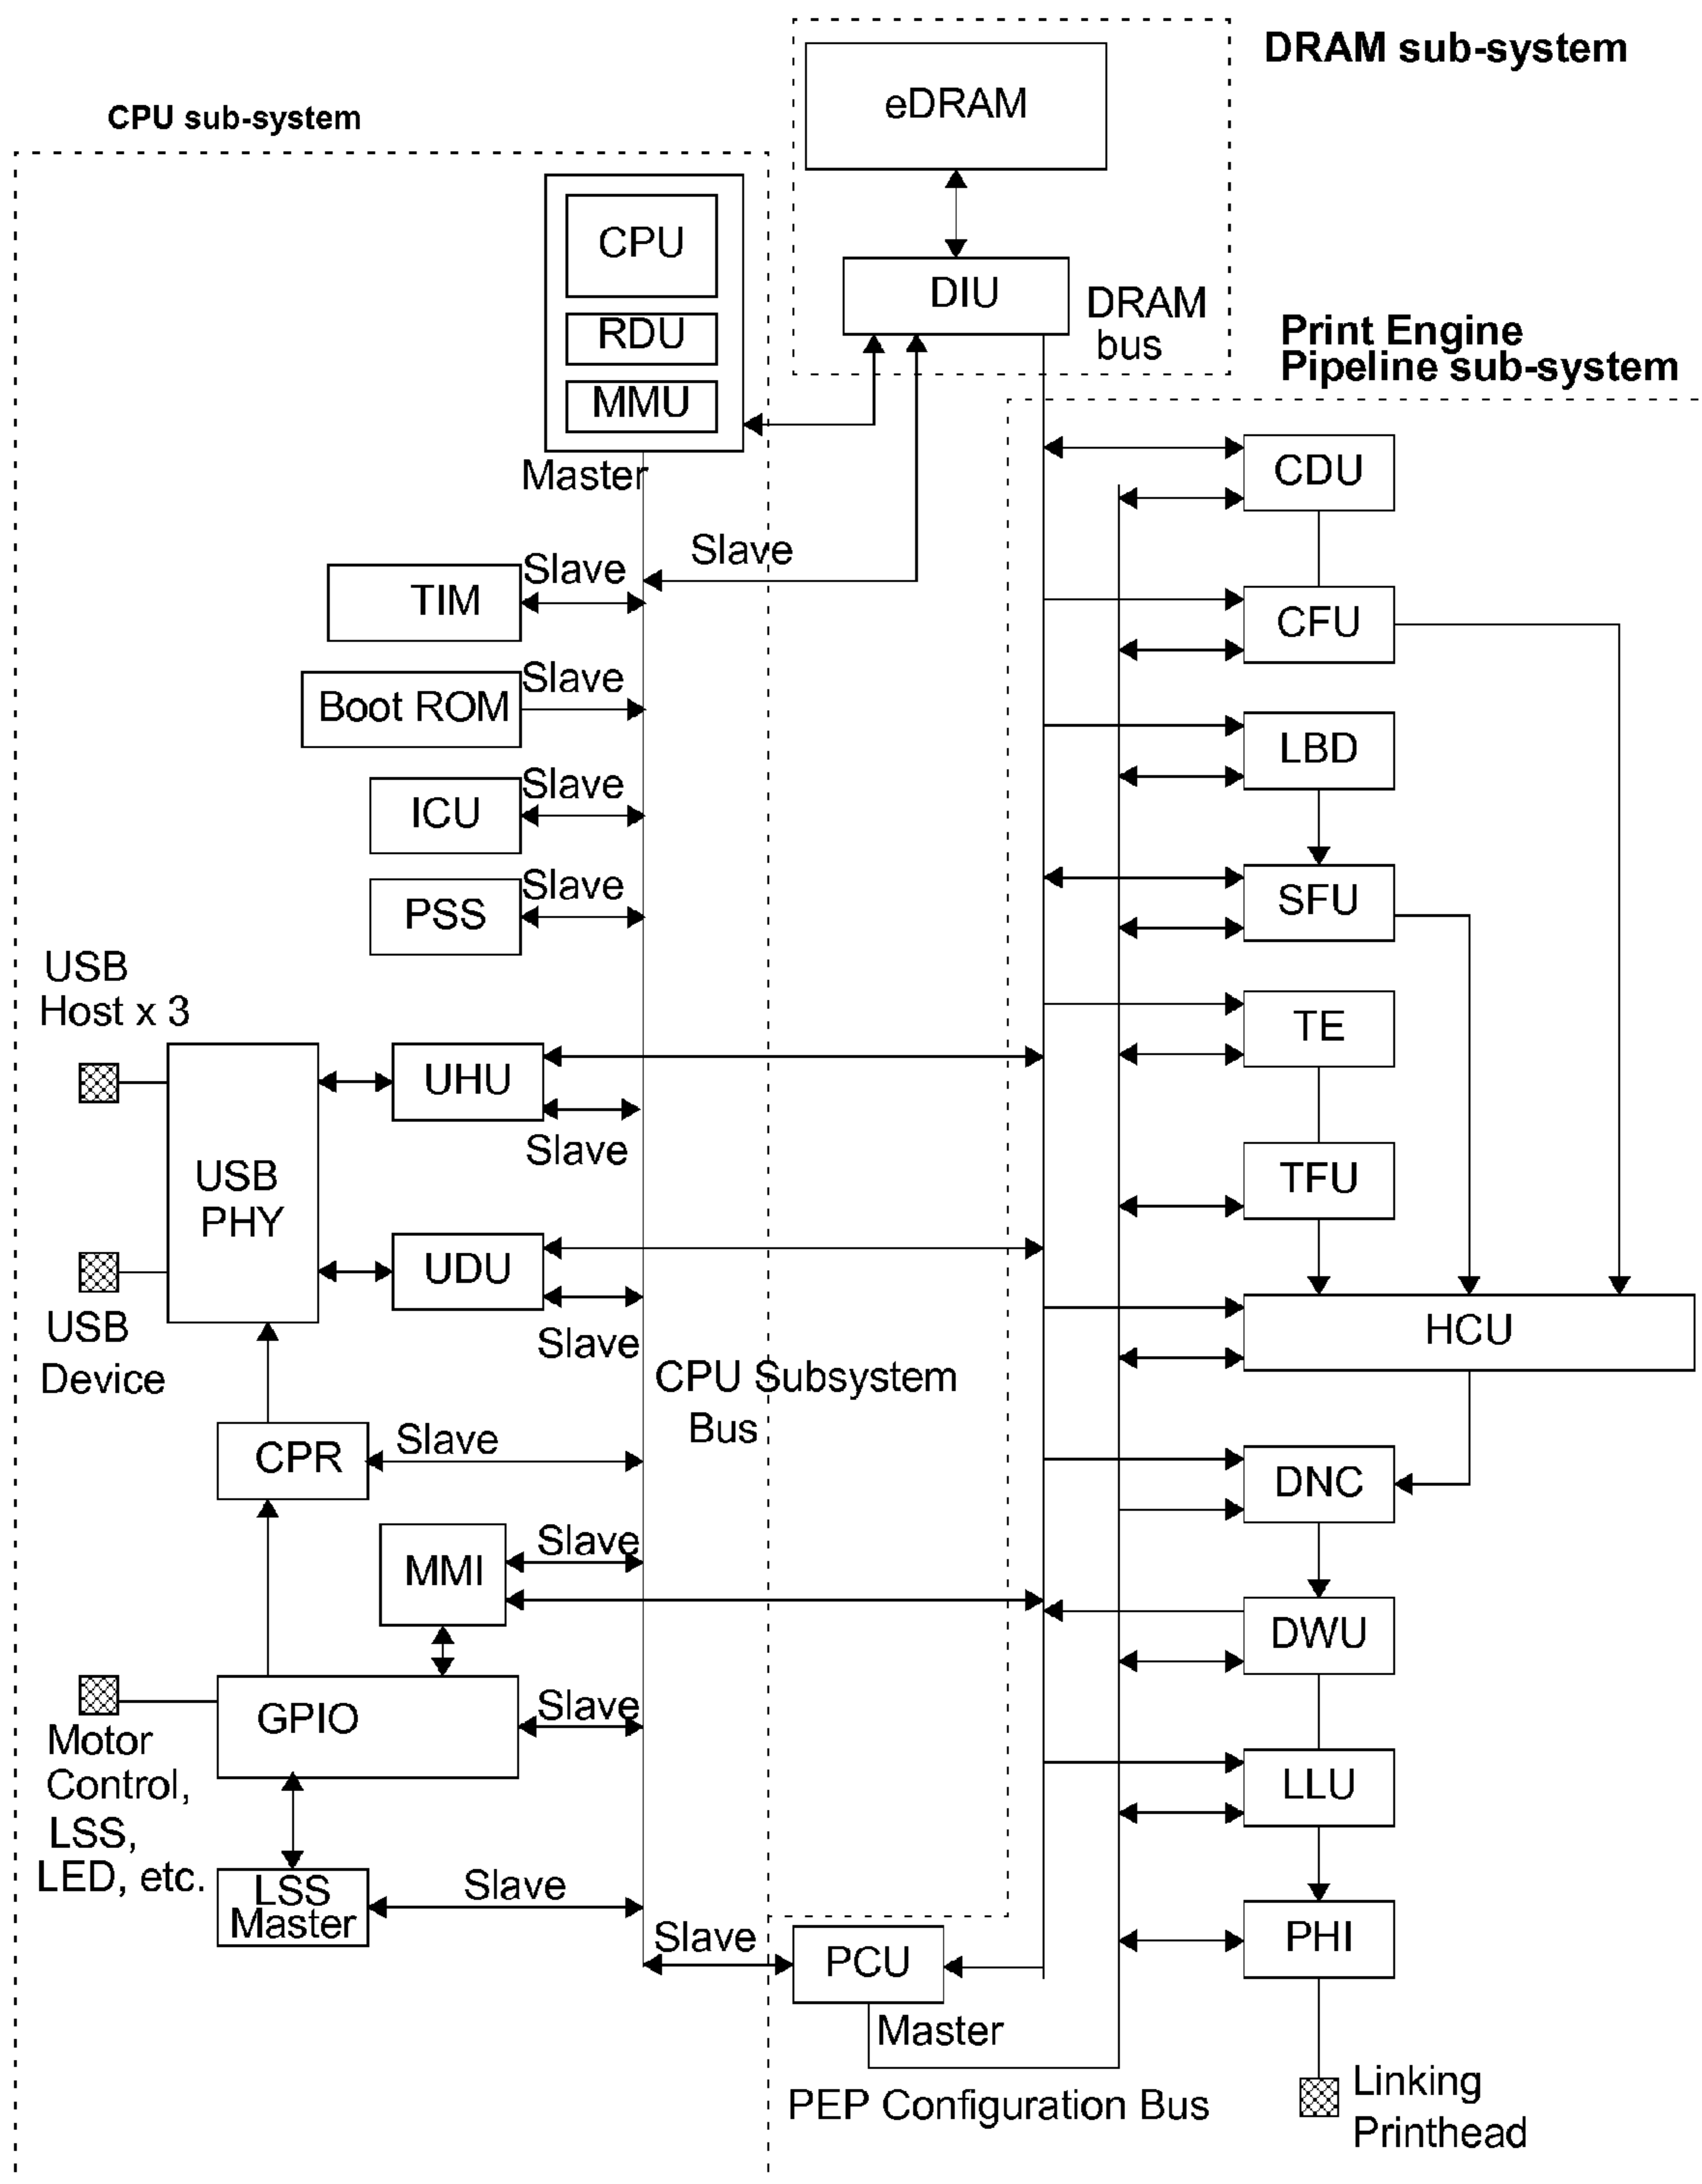 DRAM sub-system
eDRAM
CPU sub-system
CPU
RDU
MMU
Master
DIU
DRAM
bus
Print Engine
Pipeline sub-system
CDU
Slave
Slave
TIM
CFU
Slave
Boot ROM
LBD
Slave
ICU
Slave
PSS
SFU
USB
Host x 3
TE
UHU
Slave
USB
PHY
TFU
UDU
Slave
USB
Device
HCU
CPU Subsystem
Bus
CPR
Slave
DNC
MMI
Slave
DWU
GPIO
Slave
Motor
Control,
LSS,
LED, etc.
LLU
LSS
Master
Slave
Slave
PCU
PHI
Master
PEP Configuration Bus
Linking
Printhead